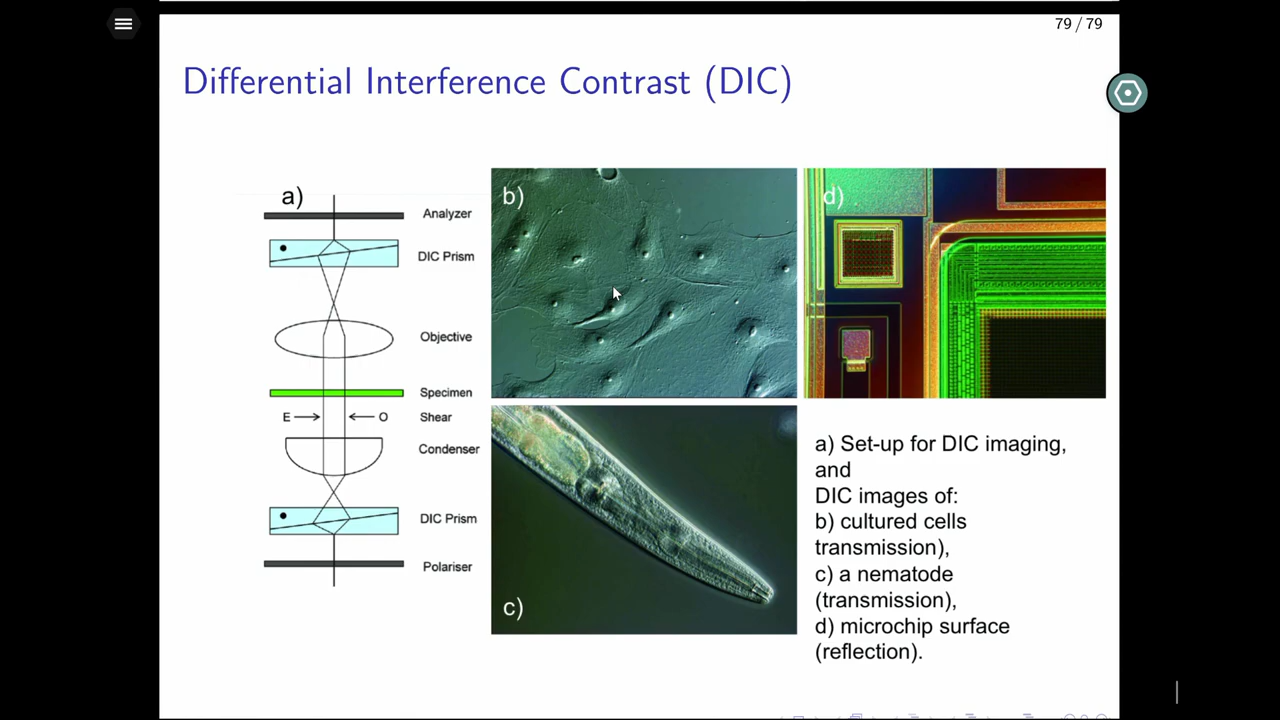 79 / 79
Differential Interference Contrast (DIC)
a)
Analyzer
DIC Prism
Objective
Specimen
E O Shear
Condenser
DIC Prism
Polariser
b)
d)
c)
a) Set-up for DIC imaging,
and
DIC images of:
b) cultured cells
transmission),
c) a nematode
(transmission),
d) microchip surface
(reflection).